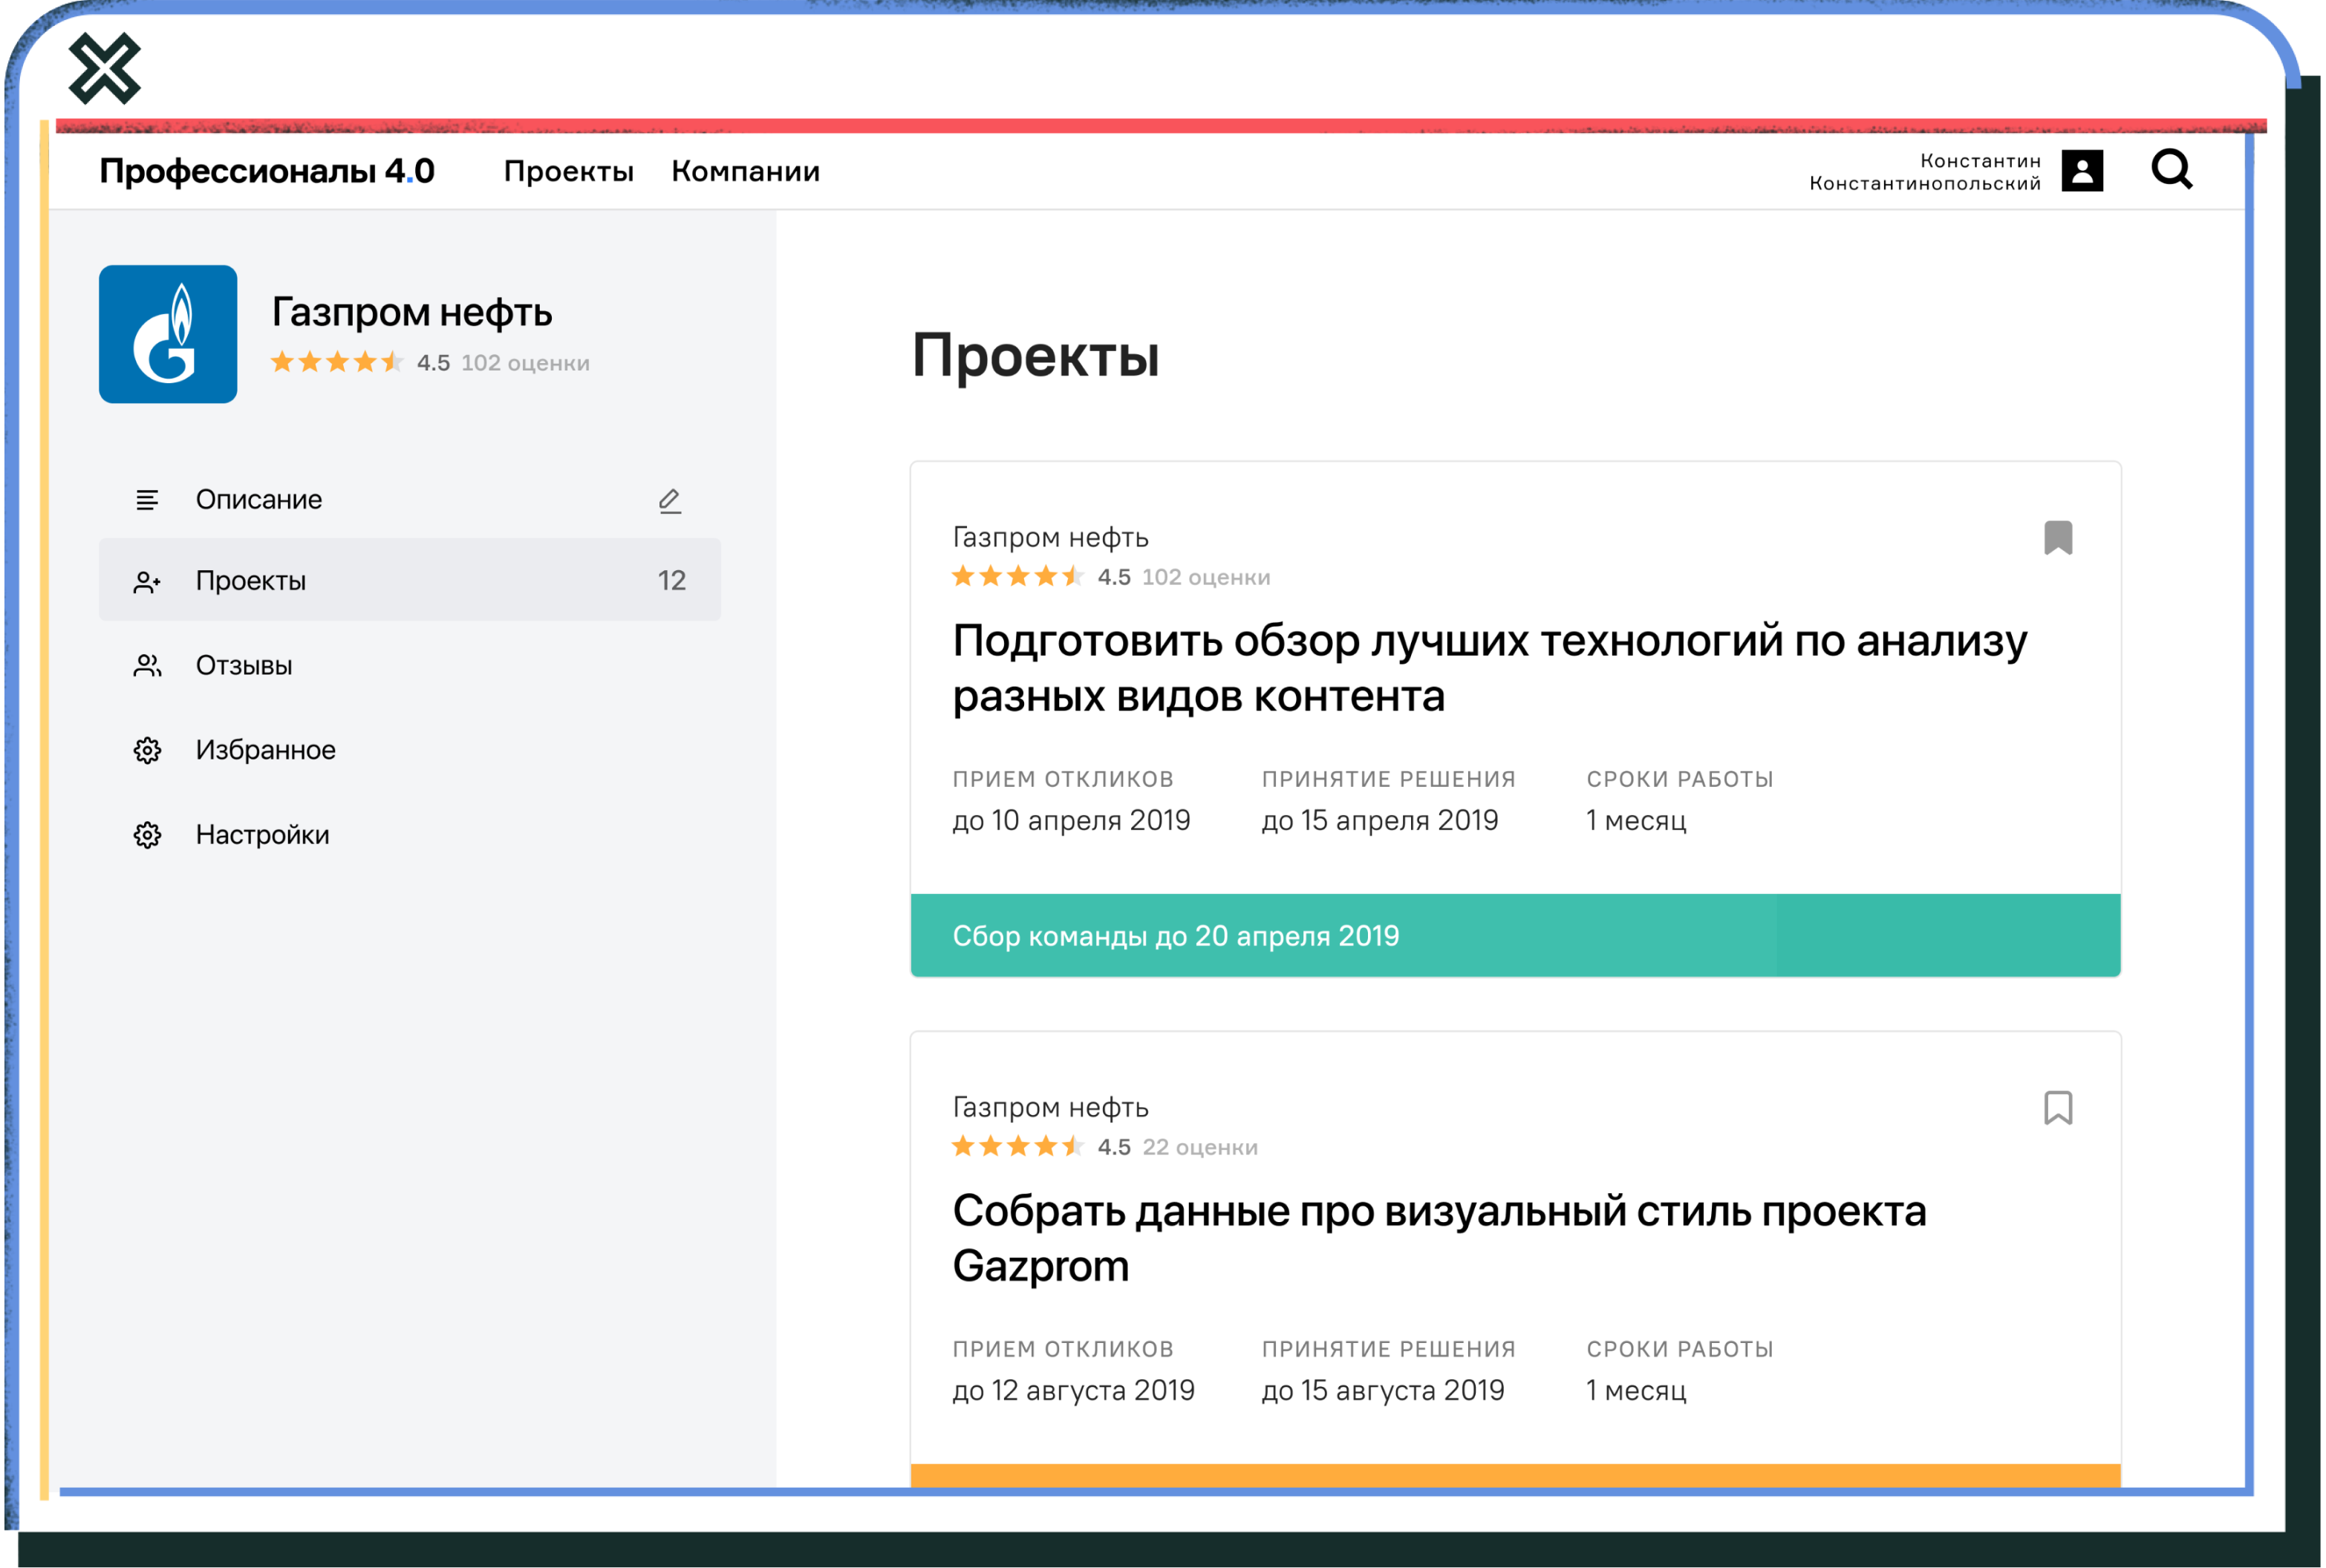 Профессионалы 4.0
Проекты
Компании
Константин
Константинопольский
Газпром нефть
4.5 102 оценки
Описание
Проекты 12
Отзывы
Избранное
Настройки
Проекты
Газпром нефть
4.5 102 оценки
Подготовить обзор лучших технологий по анализу
разных видов контента
ПРИЕМ ОТКЛИКОВ
до 10 апреля 2019
ПРИНЯТИЕ РЕШЕНИЯ
до 15 апреля 2019
СРОКИ РАБОТЫ
1 месяц
Сбор команды до 20 апреля 2019
Газпром нефть
4.5 22 оценки
Собрать данные про визуальный стиль проекта
Gazprom
ПРИЕМ ОТКЛИКОВ
до 12 августа 2019
ПРИНЯТИЕ РЕШЕНИЯ
до 15 августа 2019
СРОКИ РАБОТЫ
1 месяц